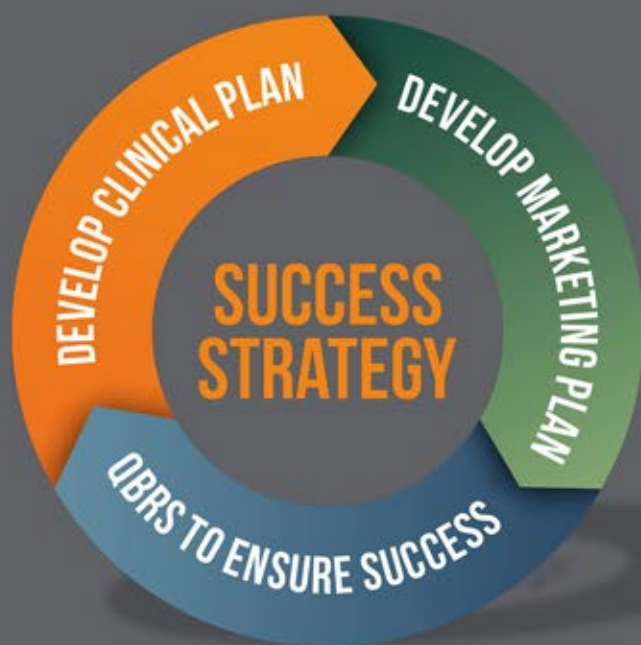 DEVELOP CLINICAL PLAN
DEVELOP MARKETING PLAN
SUCCESS
STRATEGY
QBRS TO ENSURE SUCCESS